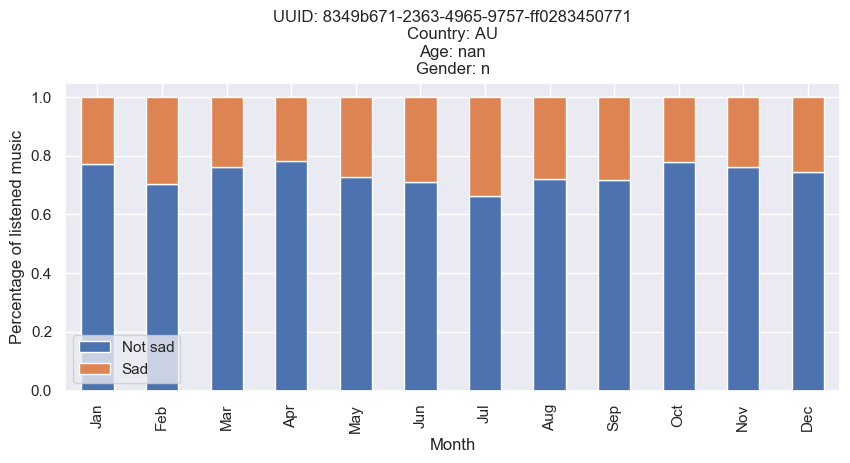 UUID: 8349b671-2363-4965-9757-ff0283450771
Country: AU
Age: nan
Gender: n
Percentage of listened music
1.0
0.8
0.6
0.4
0.2
0.0
Not sad
Sad
Jan
Feb
Mar
Apr
May
Jun
Jul
Aug
Sep
Oct
Nov
Dec
Month